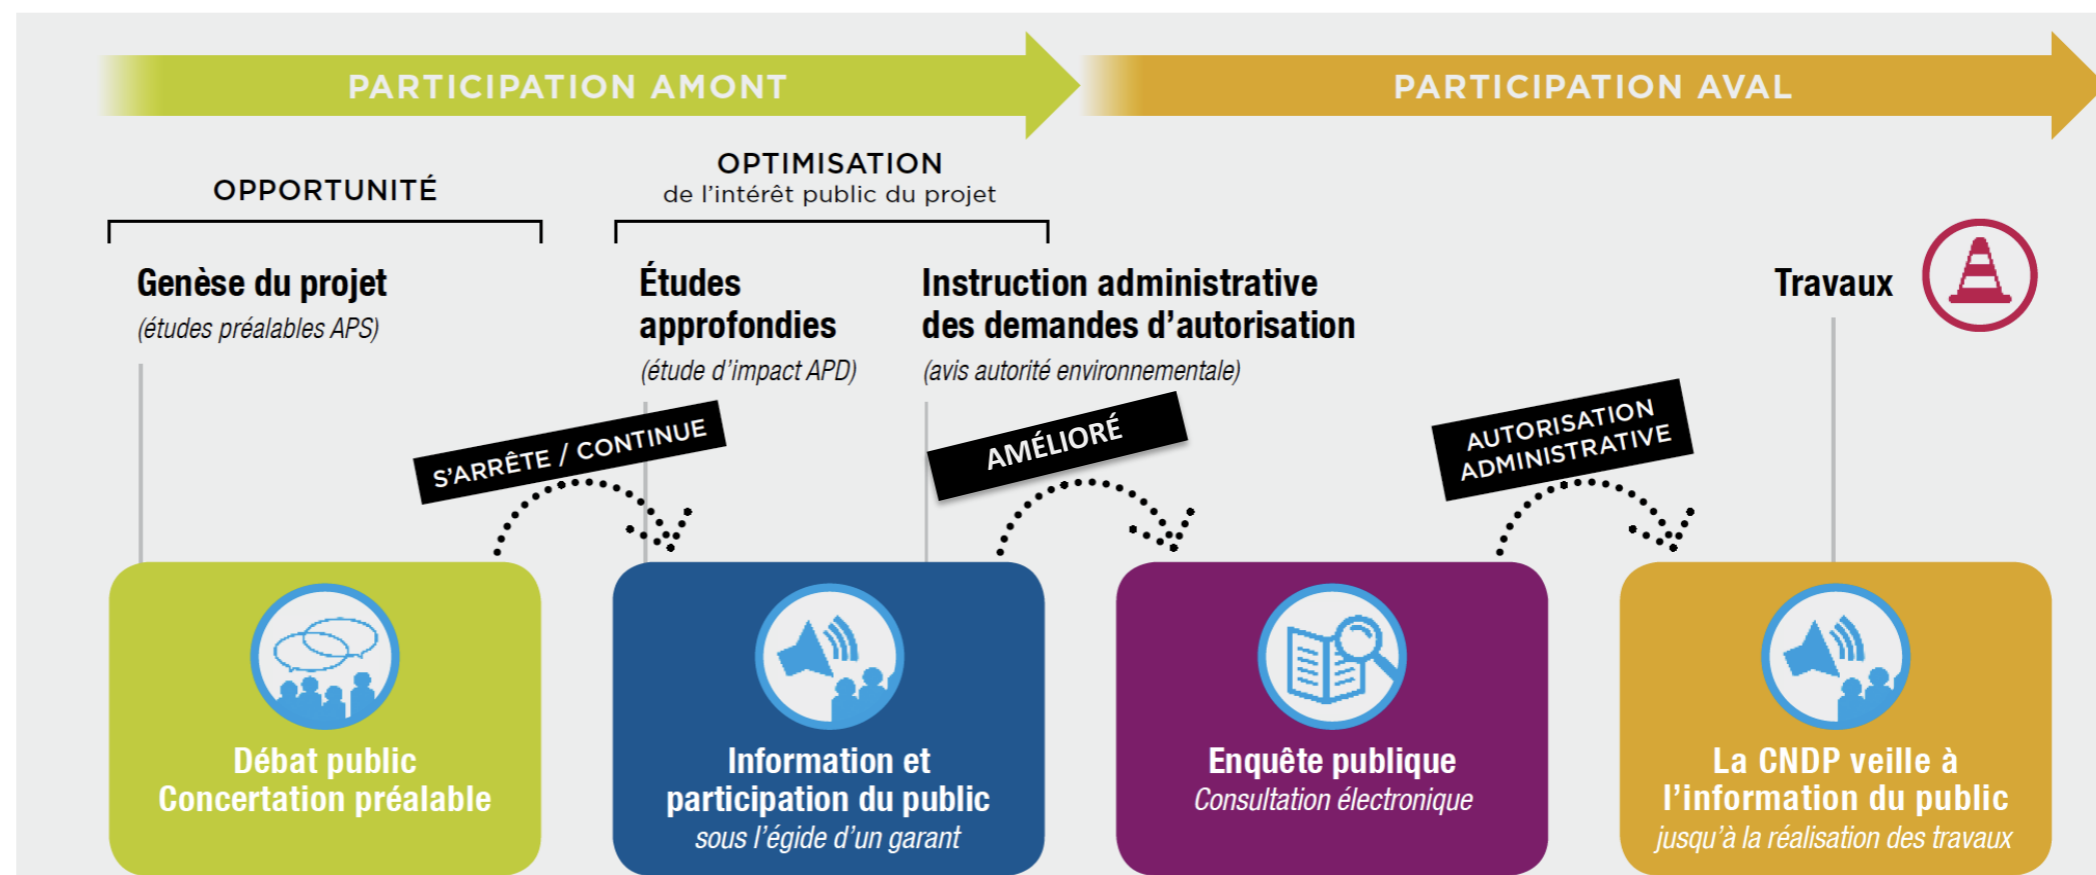 PARTICIPATION AMONT
PARTICIPATION AVAL
OPPORTUNITÉ
OPTIMISATION
de l'intérêt public du projet
Genèse du projet
(études préalables APS)
Études
approfondies
(étude d'impact APD)
Instruction administrative
des demandes d'autorisation
(avis autorité environnementale)
Travaux
S'ARRÊTE / CONTINUE
AMÉLIORÉ
AUTORISATION
ADMINISTRATIVE
Débat public
Concertation préalable
Information et
participation du public
sous l'égide d'un garant
Enquête publique
Consultation électronique
La CNDP veille à
l'information du public
jusqu'à la réalisation des travaux